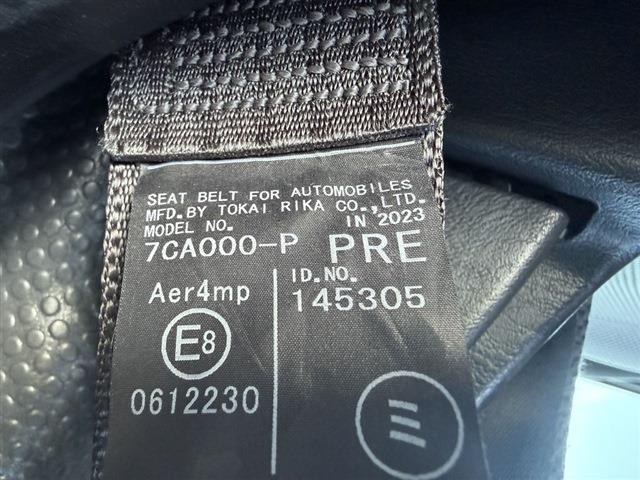 SEAT BELT FOR AUTOMOBILES
MFD.BY TOKAI RIKA CO.,LTD.
MODEL NO. IN 2023
7CA000-P PRE
ID.NO.
Aer4mp 145305
E8
0612230